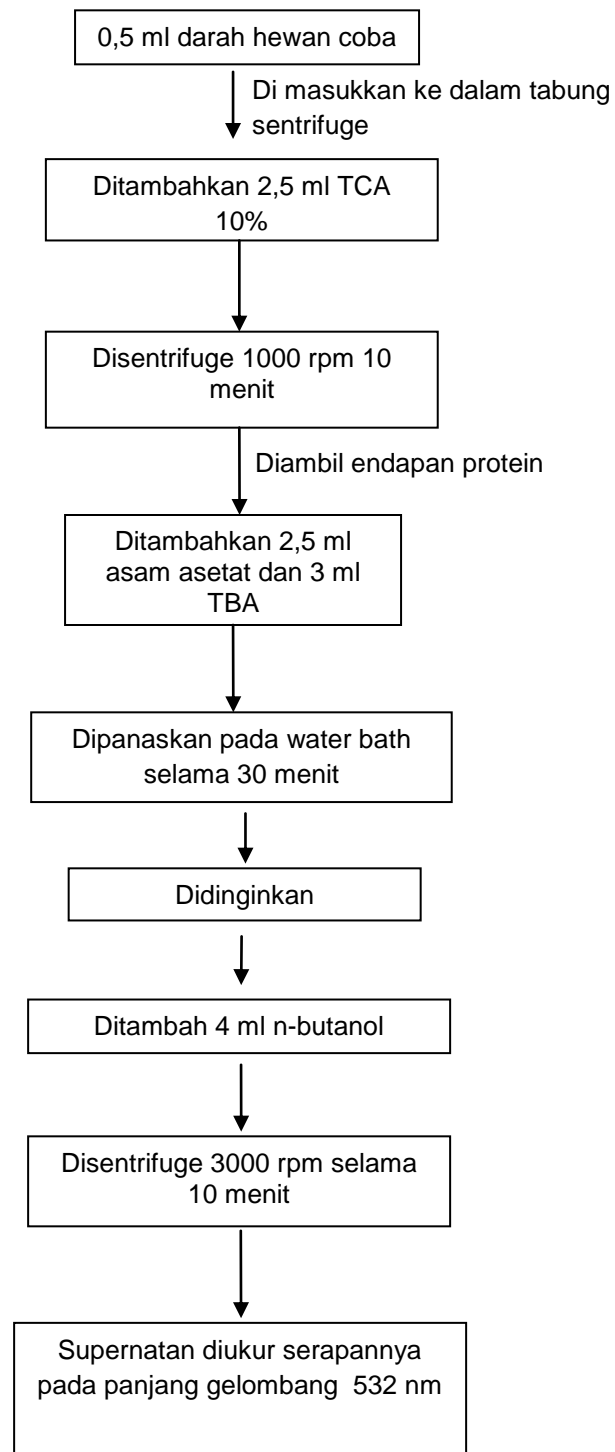 0,5 ml darah hewan coba
Di masukkan ke dalam tabung
sentrifuge
Ditambahkan 2,5 ml TCA
10%
Disentrifuge 1000 rpm 10
menit
Diambil endapan protein
Ditambahkan 2,5 ml
asam asetat dan 3 ml
TBA
Dipanaskan pada water bath
selama 30 menit
Didinginkan
Ditambah 4 ml n-butanol
Disentrifuge 3000 rpm selama
10 menit
Supernatan diukur serapannya
pada panjang gelombang 532 nm